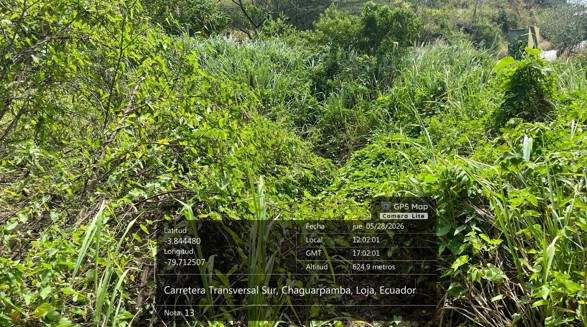 GPS Map
Camera Lite
Latitud
-3.844480
Longitud
-79.712507
Fecha jue. 05/28/2026
Local 12:02:01
GMT 17:02:01
Altitud 624.9 metros
Carretera Transversal Sur, Chaguarpamba, Loja, Ecuador
Nota: 13